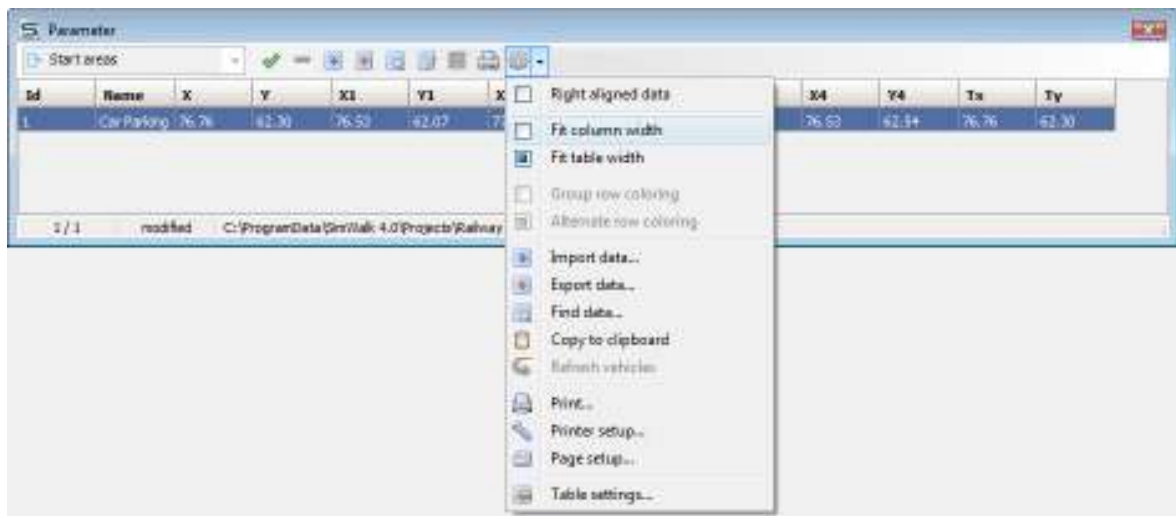 Parameter
Start areas
Id Name X Y X1 Y1 X X4 Y4 Tx Ty
1 Car Parking 76.76 62.30 76.53 62.07 76.53 62.54 76.76 62.30
1 / 1 modified C:\ProgramData\SimWalk 4.0\Projects\Railway
Right aligned data
Fit column width
Fit table width
Group row coloring
Alternate row coloring
Import data...
Export data...
Find data...
Copy to clipboard
Refresh vehicles
Print...
Printer setup...
Page setup...
Table settings...